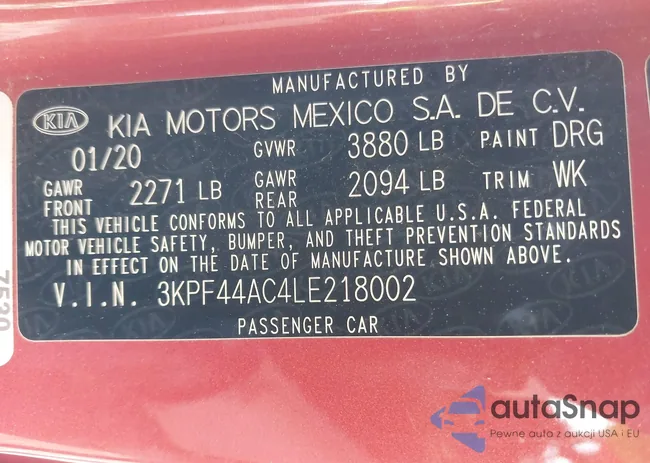 MANUFACTURED BY
KIA KIA MOTORS MEXICO S.A. DE C.V.
01/20 GVWR 3880 LB PAINT DRG
GAWR FRONT 2271 LB GAWR REAR 2094 LB TRIM WK
THIS VEHICLE CONFORMS TO ALL APPLICABLE U.S.A. FEDERAL
MOTOR VEHICLE SAFETY, BUMPER, AND THEFT PREVENTION STANDARDS
IN EFFECT ON THE DATE OF MANUFACTURE SHOWN ABOVE.
V.I.N. 3KPF44AC4LE218002
PASSENGER CAR
autaSnap
Pewne auta z aukcji USA i EU